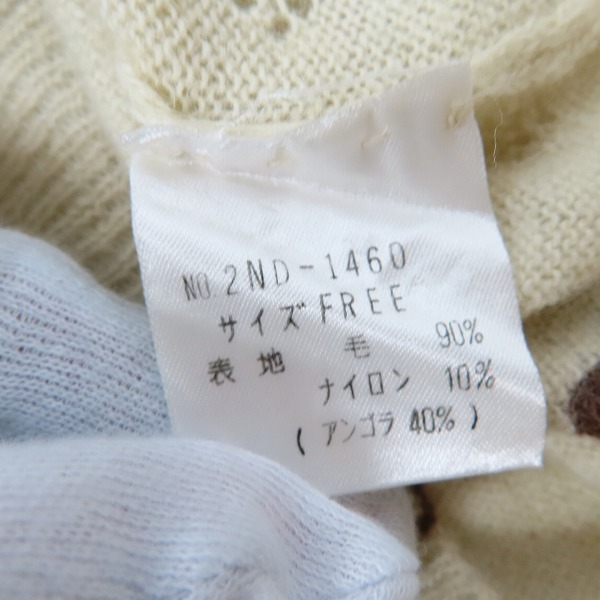 NO. 2ND-1460
サイズ FREE
表地 毛 90%
ナイロン 10%
( アンゴラ 40% )